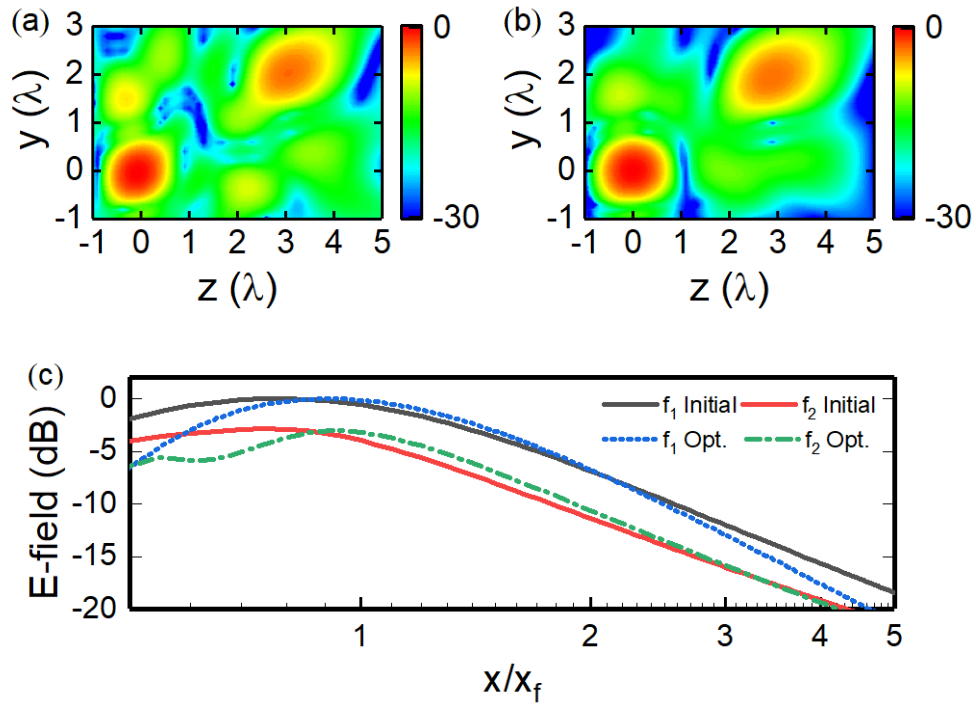 (a)
3
2
1
0
-1
y (λ)
-1 0 1 2 3 4 5
z (λ)
0
-30
(b)
3
2
1
0
-1
y (λ)
-1 0 1 2 3 4 5
z (λ)
0
-30
(c)
0
-5
-10
-15
-20
E-field (dB)
f₁ Initial f₂ Initial
f₁ Opt. f₂ Opt.
1 2 3 4 5
x/x_f